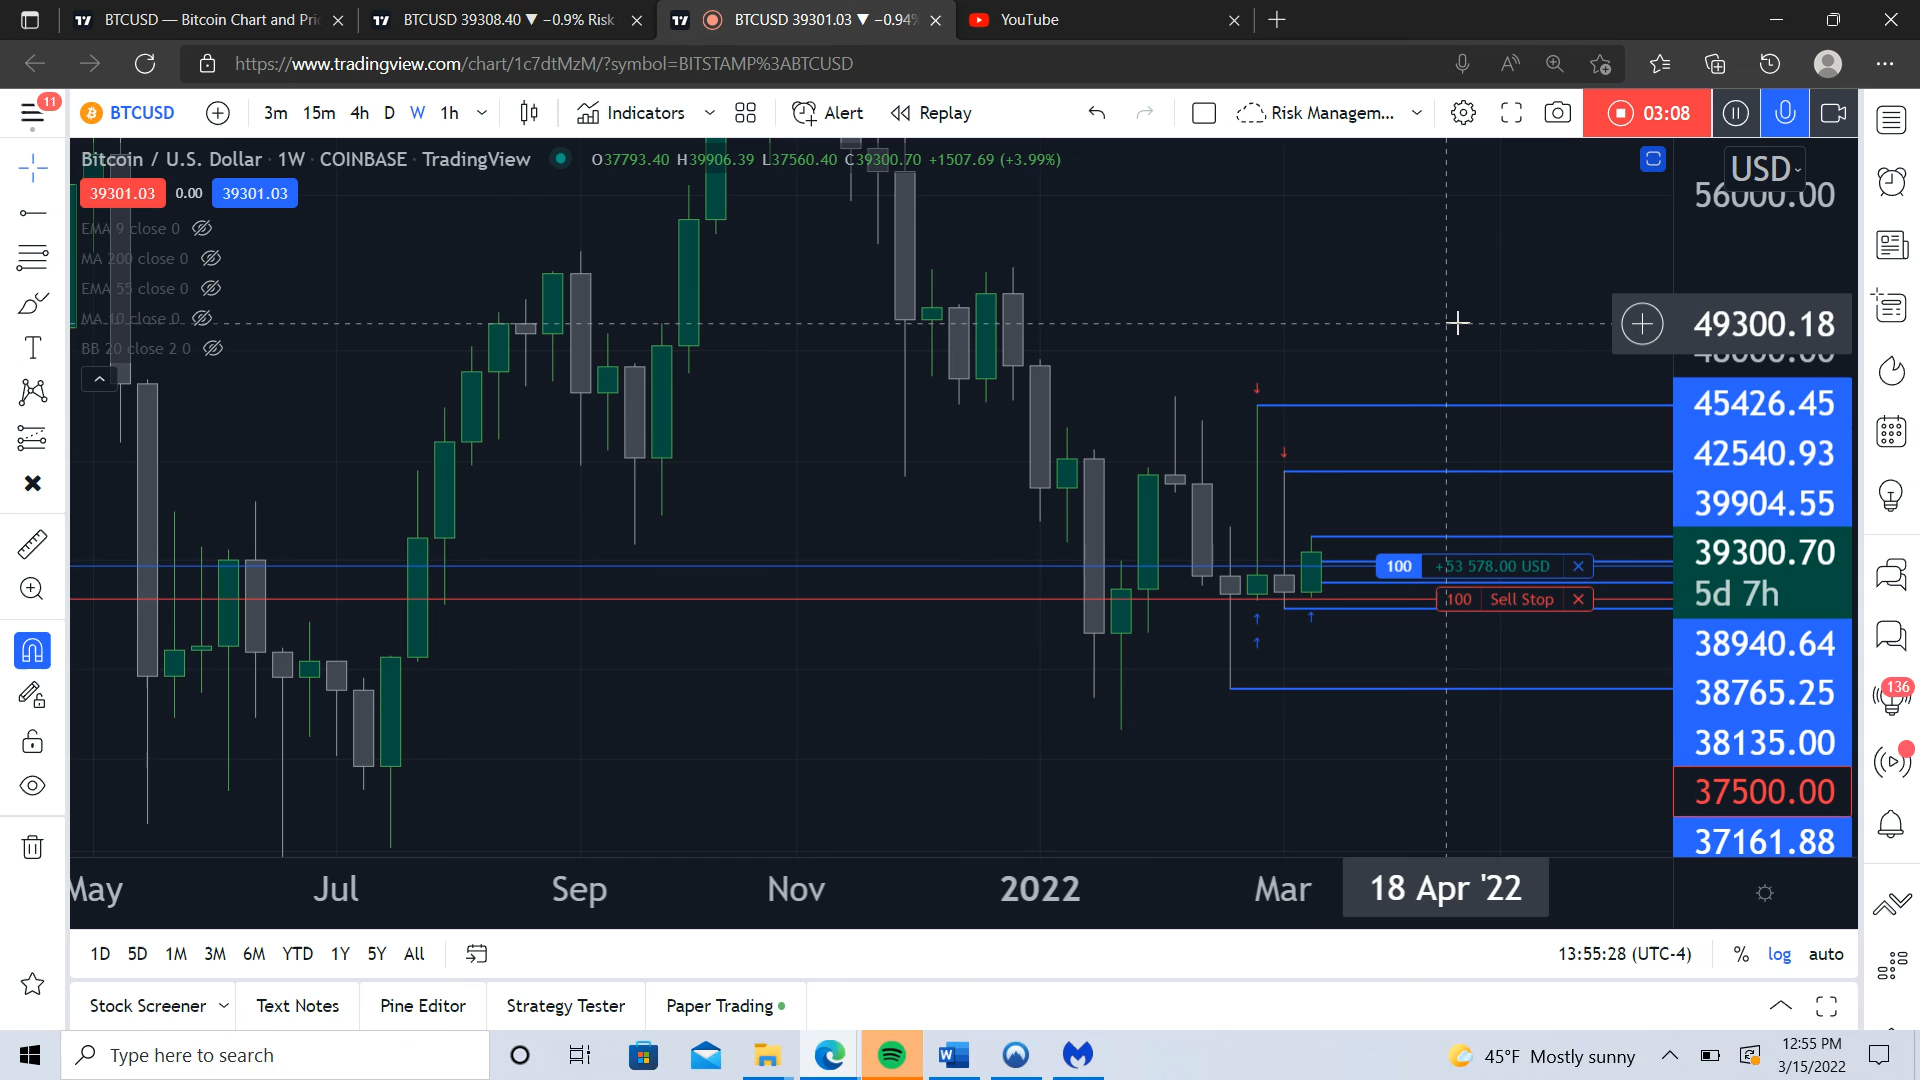 BTCUSD — Bitcoin Chart and Pri
BTCUSD 39308.40 ▼ −0.9% Risk
BTCUSD 39301.03 ▼ −0.94%
YouTube
https://www.tradingview.com/chart/1c7dtMzM/?symbol=BITSTAMP%3ABTCUSD
11
BTCUSD
3m 15m 4h D W 1h
Indicators
Alert
Replay
Risk Managem...
03:08
Bitcoin / U.S. Dollar · 1W · COINBASE · TradingView
O37793.40 H39906.39 L37560.40 C39300.70 +1507.69 (+3.99%)
USD
56000.00
39301.03 0.00 39301.03
EMA 9 close 0
MA 200 close 0
EMA 55 close 0
MA 10 close 0
BB 20 close 2 0
49300.18
48000.00
45426.45
42540.93
39904.55
39300.70
5d 7h
100 +53 578.00 USD
100 Sell Stop
38940.64
38765.25
38135.00
37500.00
37161.88
136
May Jul Sep Nov 2022 Mar 18 Apr '22
1D 5D 1M 3M 6M YTD 1Y 5Y All
13:55:28 (UTC-4) % log auto
Stock Screener Text Notes Pine Editor Strategy Tester Paper Trading
Type here to search
45°F Mostly sunny
12:55 PM
3/15/2022